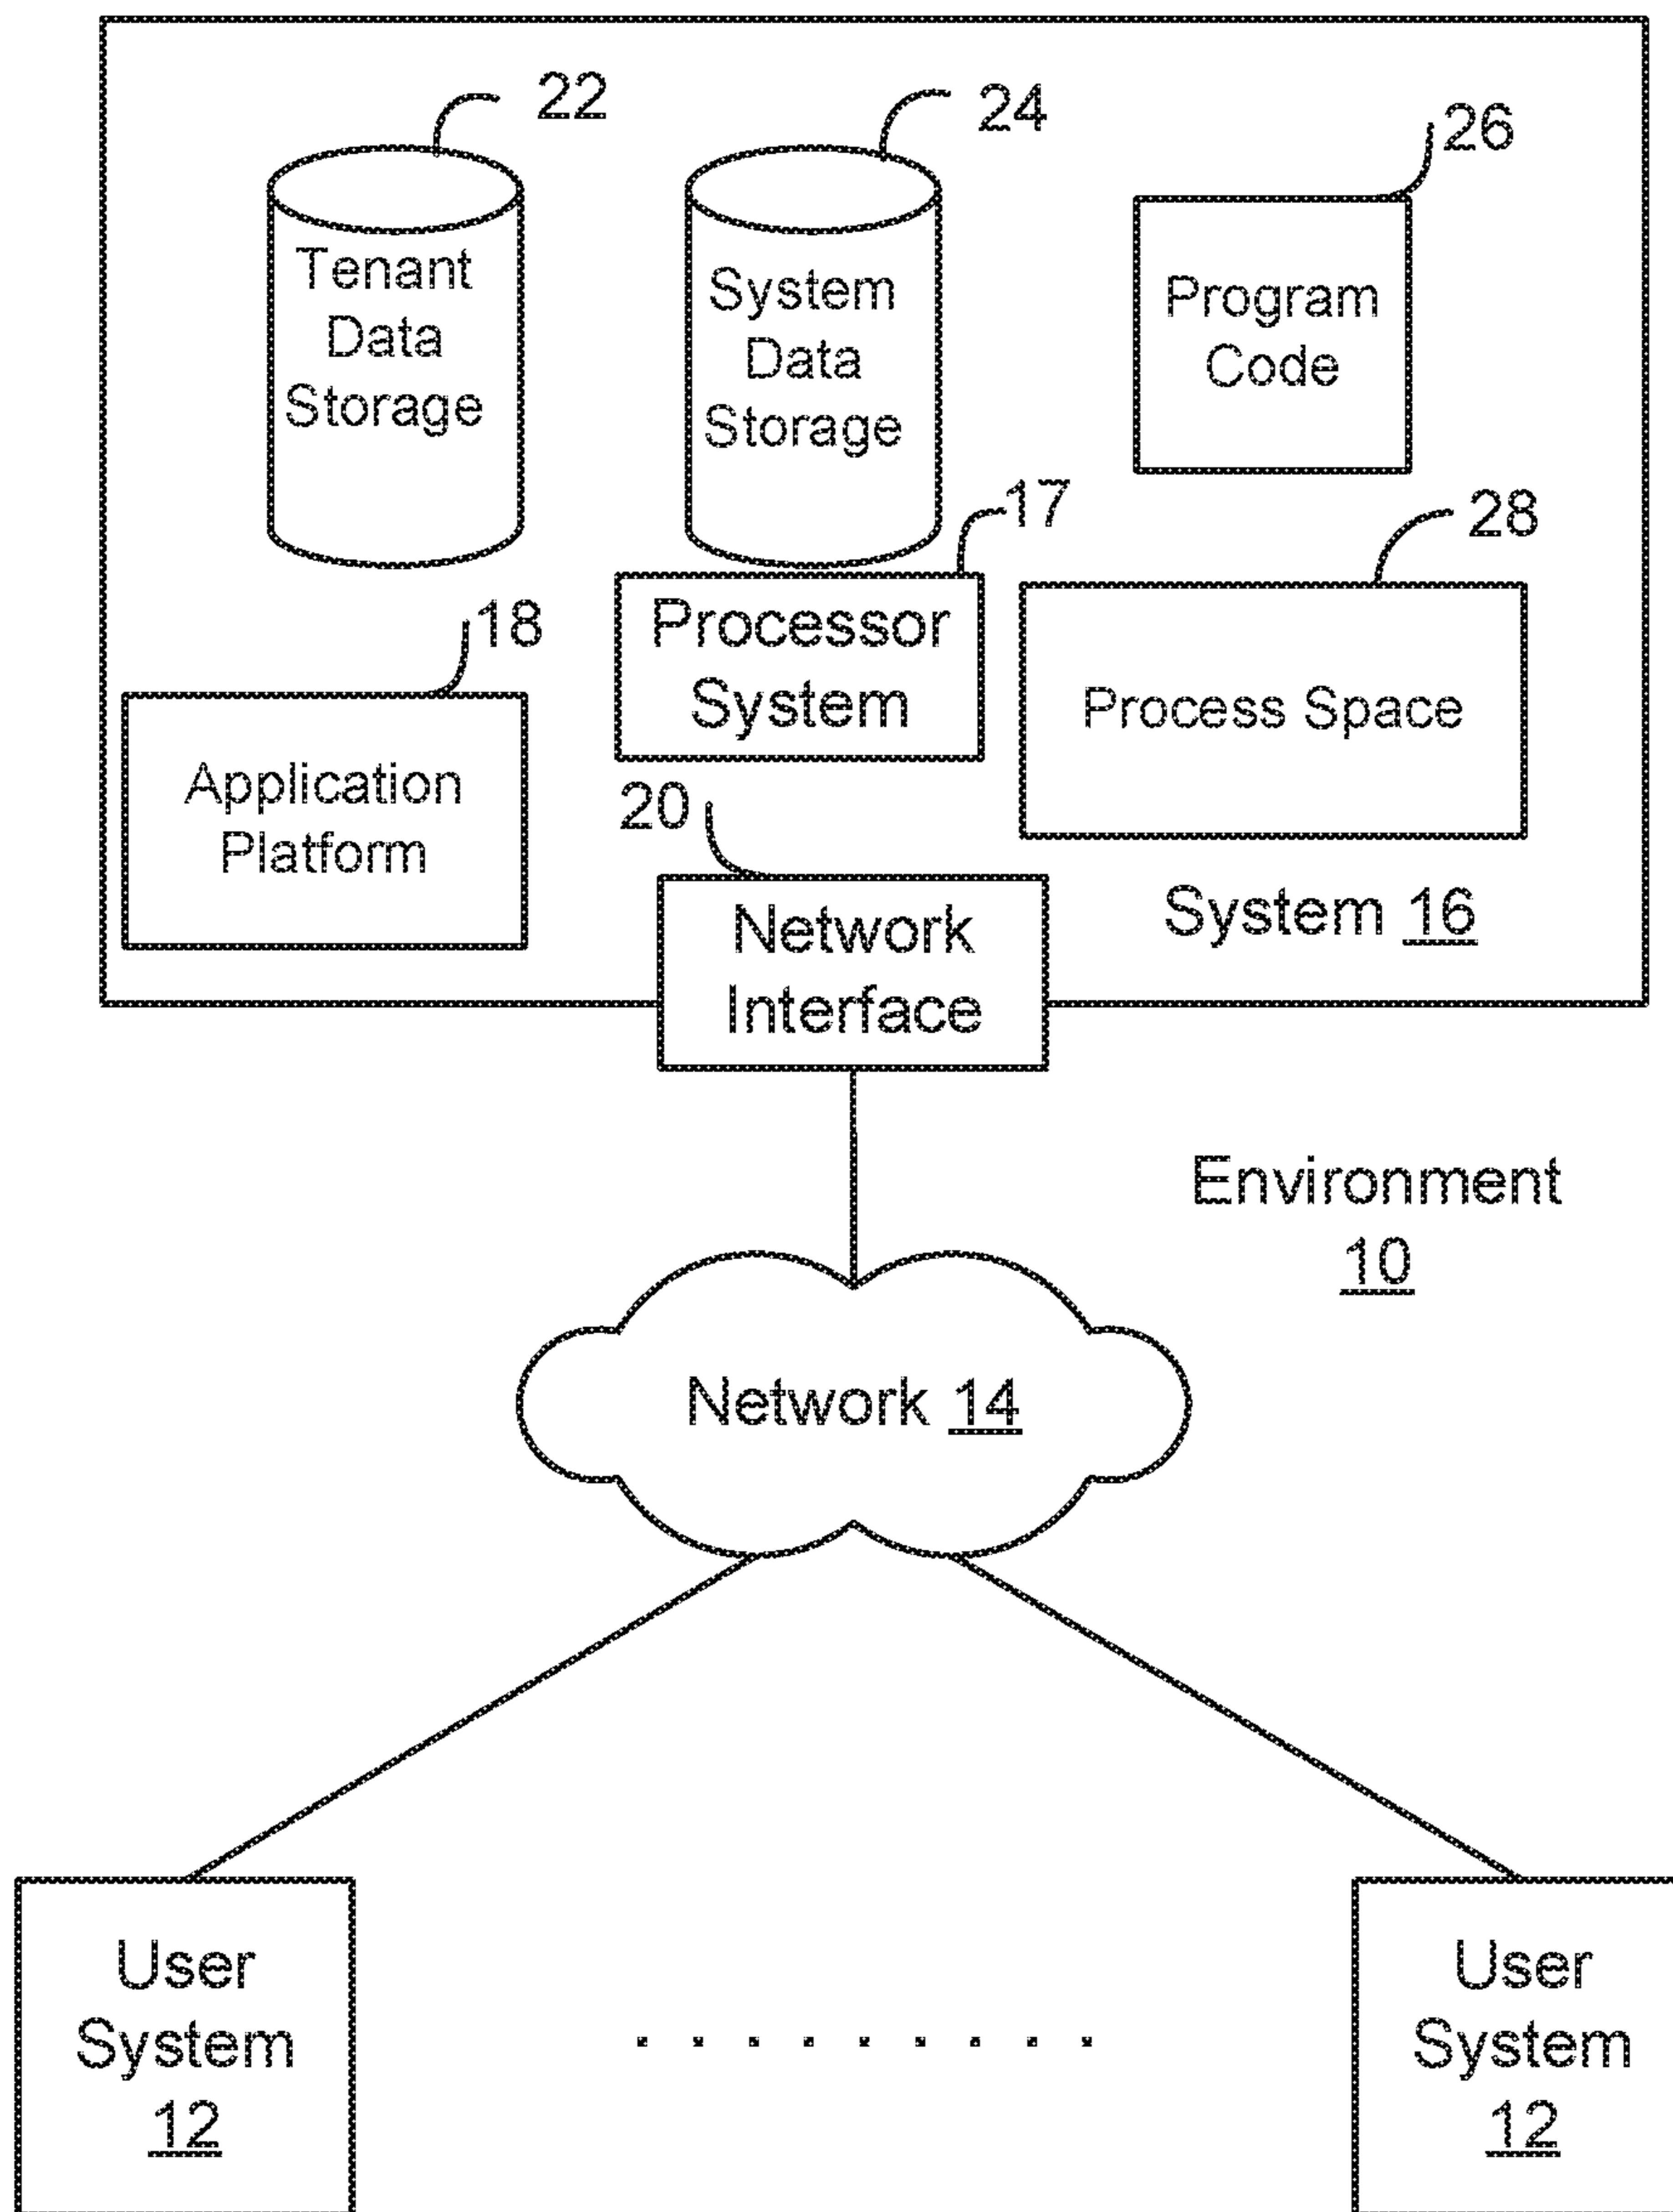 22
24
26
Tenant
Data
Storage
System
Data
Storage
Program
Code
17
28
18
Processor
System
Process Space
Application
Platform
20
Network
Interface
System 16
Environment
10
Network 14
User
System
12
User
System
12